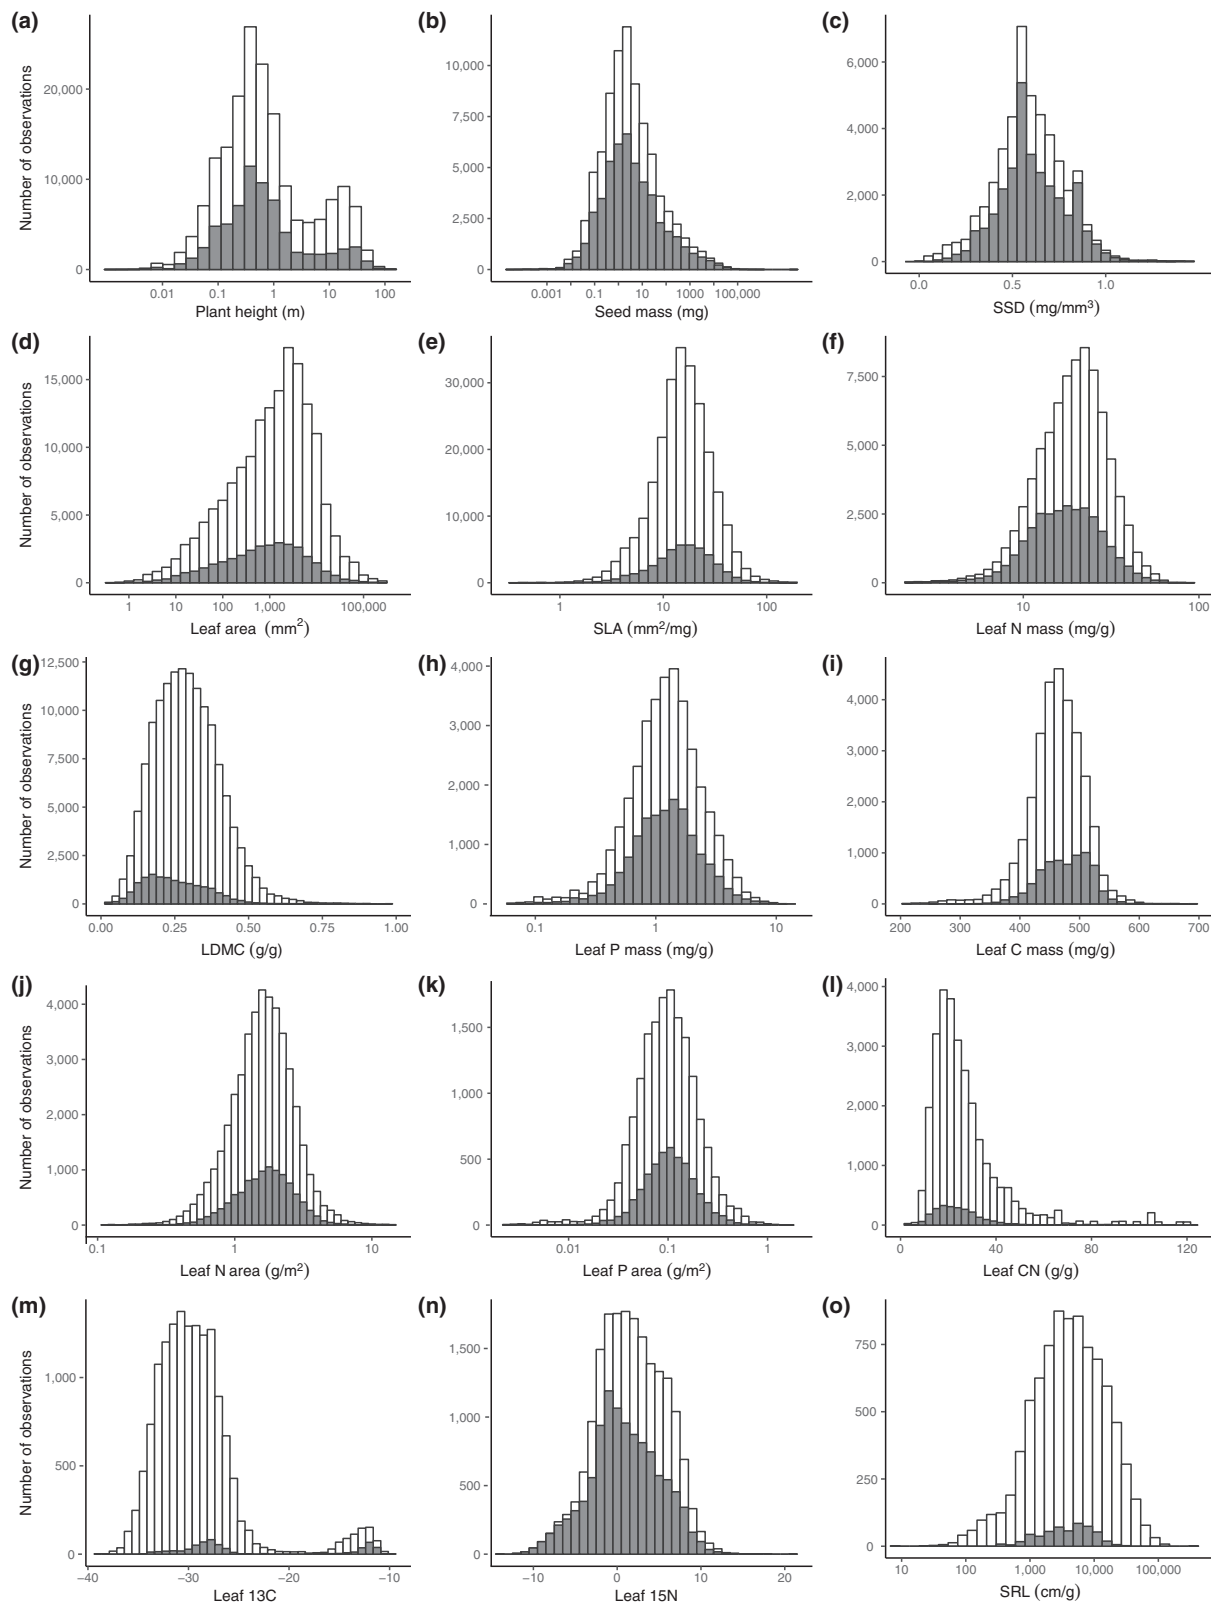 (a)
Number of observations
20,000
10,000
0
0.01 0.1 1 10 100
Plant height (m)
(b)
10,000
7,500
5,000
2,500
0
0.001 0.1 10 1000 100,000
Seed mass (mg)
(c)
6,000
4,000
2,000
0
0.0 0.5 1.0
SSD (mg/mm³)
(d)
Number of observations
15,000
10,000
5,000
0
1 10 100 1,000 100,000
Leaf area (mm²)
(e)
30,000
20,000
10,000
0
1 10 100
SLA (mm²/mg)
(f)
7,500
5,000
2,500
0
10 100
Leaf N mass (mg/g)
(g)
Number of observations
12,500
10,000
7,500
5,000
2,500
0
0.00 0.25 0.50 0.75 1.00
LDMC (g/g)
(h)
4,000
3,000
2,000
1,000
0
0.1 1 10
Leaf P mass (mg/g)
(i)
4,000
3,000
2,000
1,000
0
200 300 400 500 600 700
Leaf C mass (mg/g)
(j)
Number of observations
4,000
3,000
2,000
1,000
0
0.1 1 10
Leaf N area (g/m²)
(k)
1,500
1,000
500
0
0.01 0.1 1
Leaf P area (g/m²)
(l)
4,000
3,000
2,000
1,000
0
0 40 80 120
Leaf CN (g/g)
(m)
Number of observations
1,000
500
0
−40 −30 −20 −10
Leaf 13C
(n)
1,500
1,000
500
0
−10 0 10 20
Leaf 15N
(o)
750
500
250
0
10 100 1,000 10,000 100,000
SRL (cm/g)